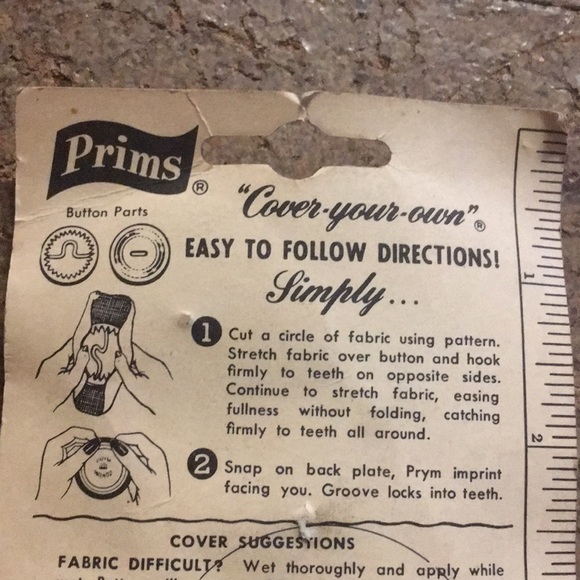 Prims ®
"Cover-your-own" ®
Button Parts
EASY TO FOLLOW DIRECTIONS!
Simply...
1 Cut a circle of fabric using pattern.
Stretch fabric over button and hook
firmly to teeth on opposite sides.
Continue to stretch fabric, easing
fullness without folding, catching
firmly to teeth all around.
2 Snap on back plate, Prym imprint
facing you. Groove locks into teeth.
COVER SUGGESTIONS
FABRIC DIFFICULT? Wet thoroughly and apply while
1
2